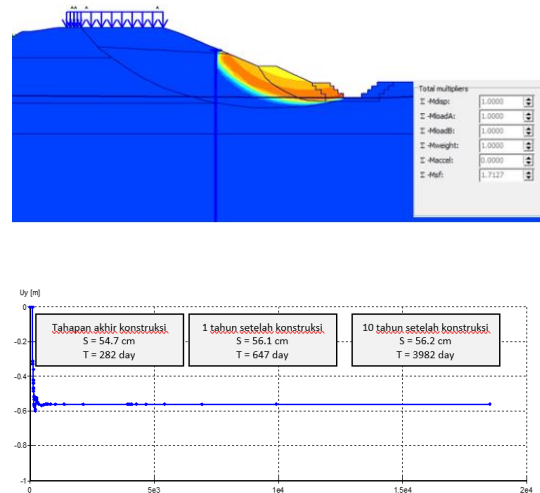 Total multipliers
Σ -Mdisp: 1.0000
Σ -MloadA: 1.0000
Σ -MloadB: 1.0000
Σ -Mweight: 1.0000
Σ -Maccel: 0.0000
Σ -Msf: 1.7127
Uy [m]
Tahapan akhir konstruksi
S = 54.7 cm
T = 282 day
1 tahun setelah konstruksi
S = 56.1 cm
T = 647 day
10 tahun setelah konstruksi
S = 56.2 cm
T = 3982 day
0
-0.2
-0.4
-0.6
-0.8
-1
0 5e3 1e4 1.5e4 2e4